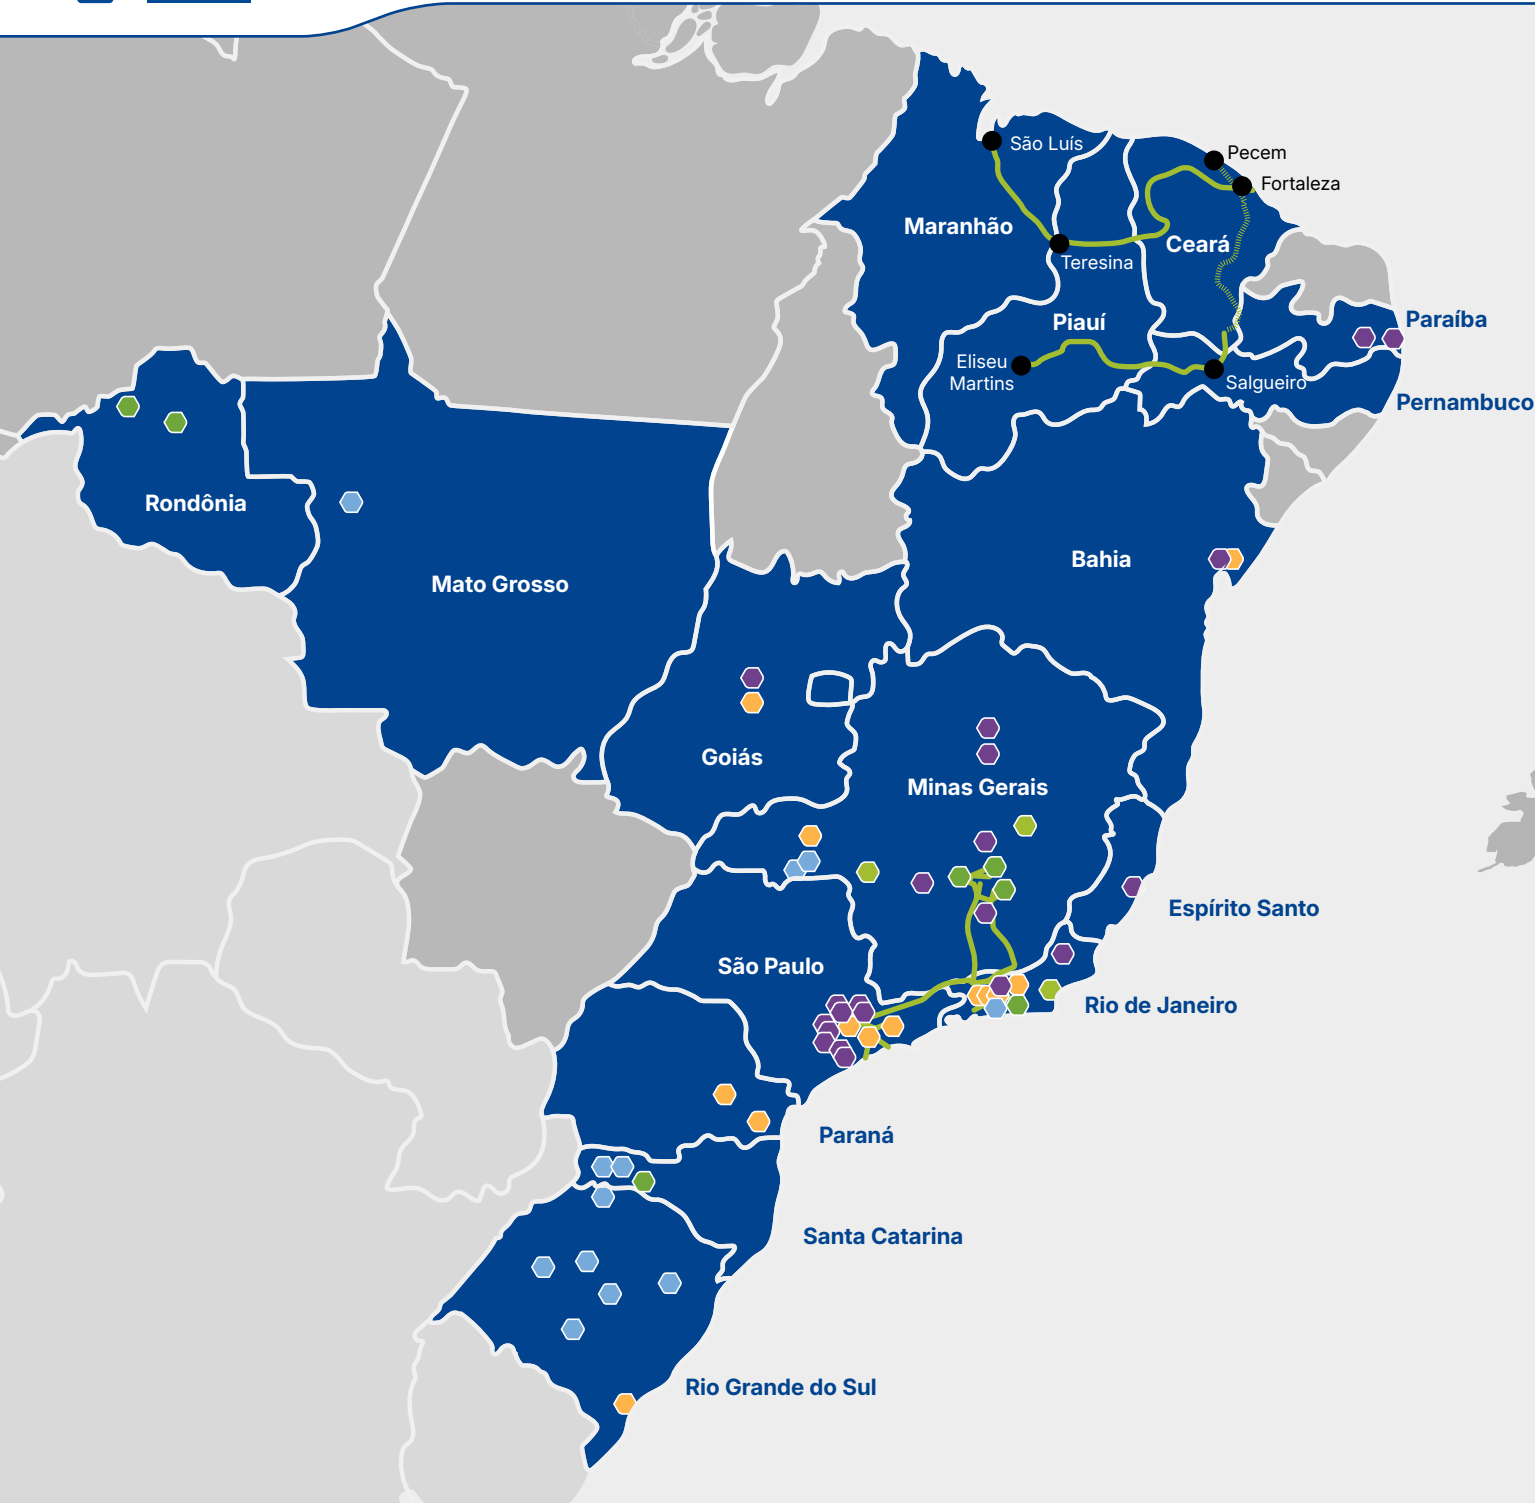 São Luís
Pecem
Fortaleza
Maranhão
Ceará
Teresina
Piauí
Paraíba
Eliseu
Martins
Salgueiro
Pernambuco
Rondônia
Bahia
Mato Grosso
Goiás
Minas Gerais
Espírito Santo
São Paulo
Rio de Janeiro
Paraná
Santa Catarina
Rio Grande do Sul